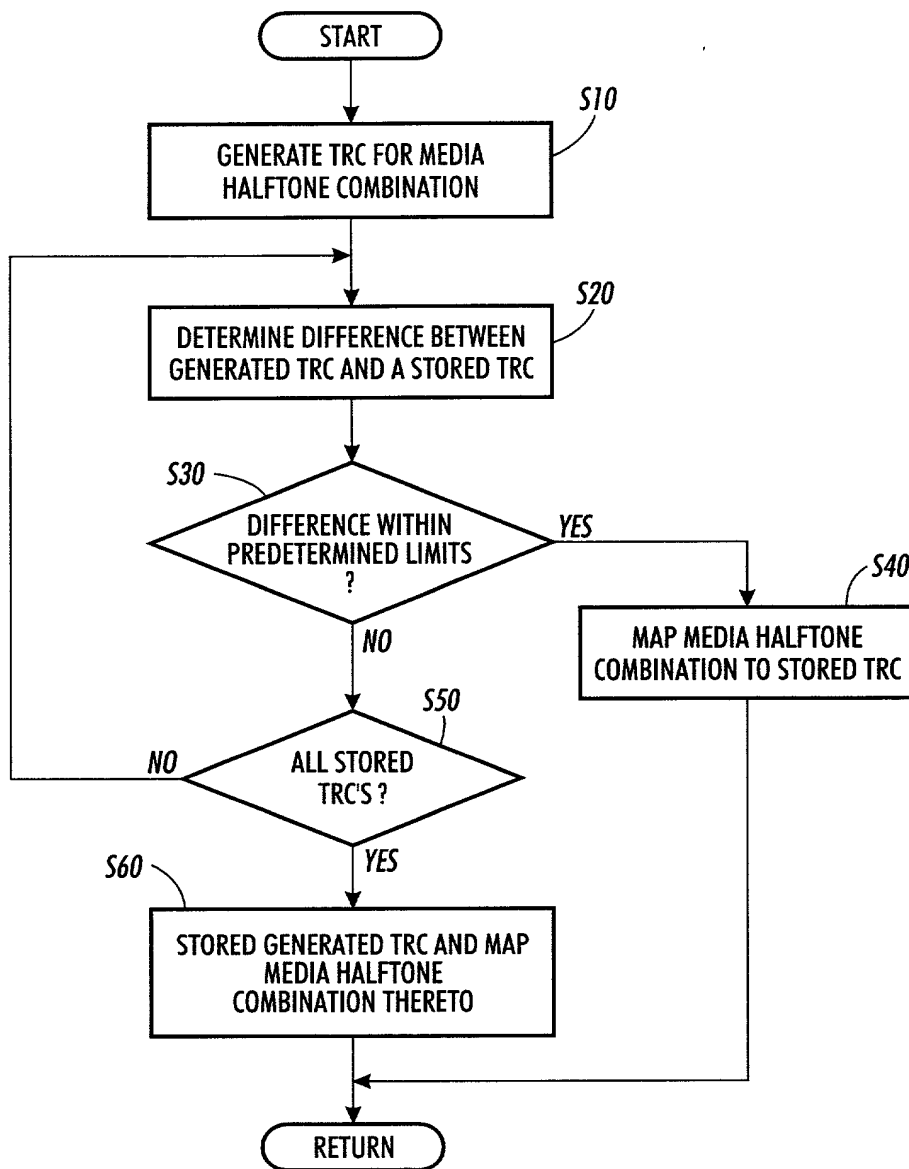 START
S10
GENERATE TRC FOR MEDIA
HALFTONE COMBINATION
S20
DETERMINE DIFFERENCE BETWEEN
GENERATED TRC AND A STORED TRC
S30
DIFFERENCE WITHIN
PREDETERMINED LIMITS
?
YES
S40
MAP MEDIA HALFTONE
COMBINATION TO STORED TRC
NO
S50
ALL STORED
TRC'S ?
NO
YES
S60
STORED GENERATED TRC AND MAP
MEDIA HALFTONE
COMBINATION THERETO
RETURN